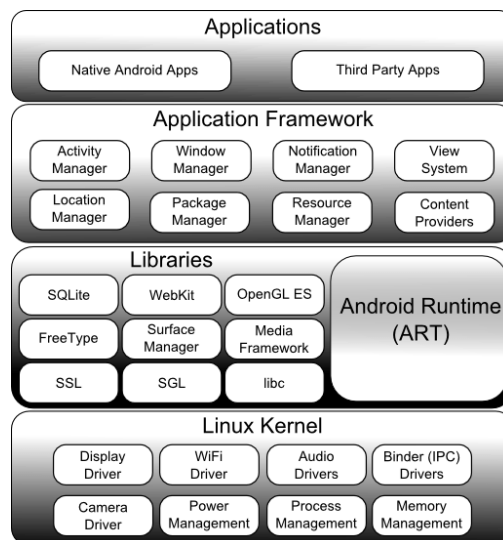 Applications
Native Android Apps
Third Party Apps
Application Framework
Activity
Manager
Window
Manager
Notification
Manager
View
System
Location
Manager
Package
Manager
Resource
Manager
Content
Providers
Libraries
SQLite
WebKit
OpenGL ES
FreeType
Surface
Manager
Media
Framework
SSL
SGL
libc
Android Runtime
(ART)
Linux Kernel
Display
Driver
WiFi
Driver
Audio
Drivers
Binder (IPC)
Drivers
Camera
Driver
Power
Management
Process
Management
Memory
Management